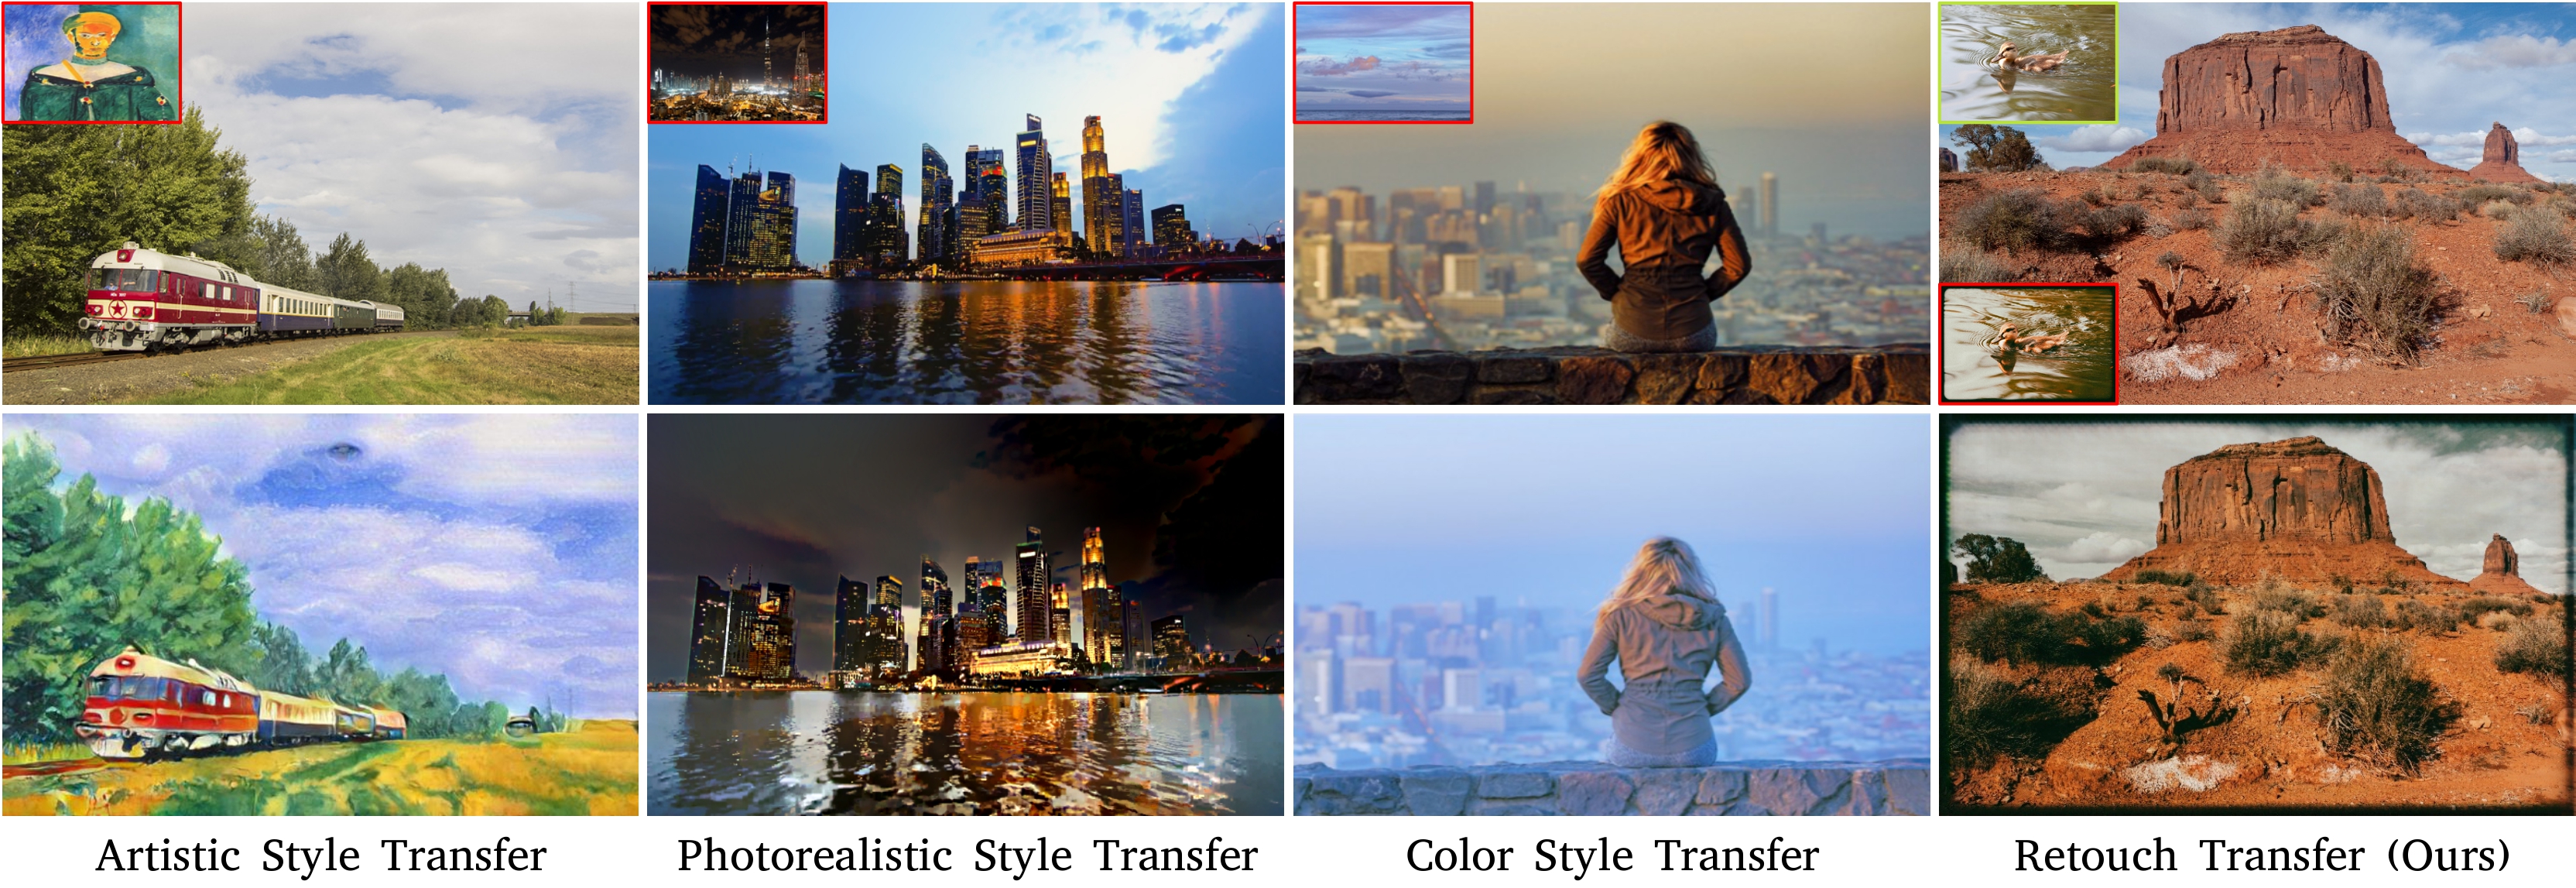 Artistic Style Transfer
Photorealistic Style Transfer
Color Style Transfer
Retouch Transfer (Ours)